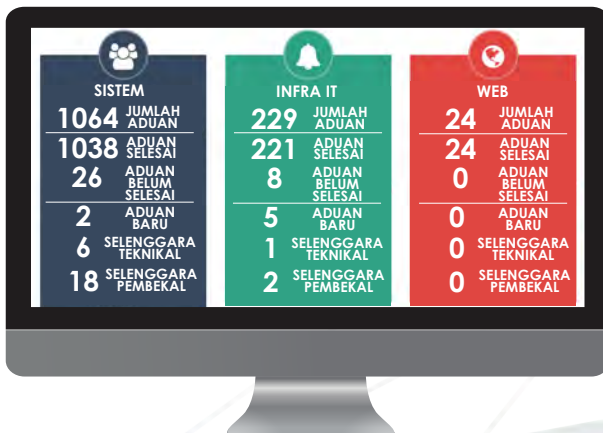 SISTEM
1064 JUMLAH
ADUAN
1038 ADUAN
SELESAI
26 ADUAN
BELUM
SELESAI
2 ADUAN
BARU
6 SELENGGARA
TEKNIKAL
18 SELENGGARA
PEMBEKAL
INFRA IT
229 JUMLAH
ADUAN
221 ADUAN
SELESAI
8 ADUAN
BELUM
SELESAI
5 ADUAN
BARU
1 SELENGGARA
TEKNIKAL
2 SELENGGARA
PEMBEKAL
WEB
24 JUMLAH
ADUAN
24 ADUAN
SELESAI
0 ADUAN
BELUM
SELESAI
0 ADUAN
BARU
0 SELENGGARA
TEKNIKAL
0 SELENGGARA
PEMBEKAL